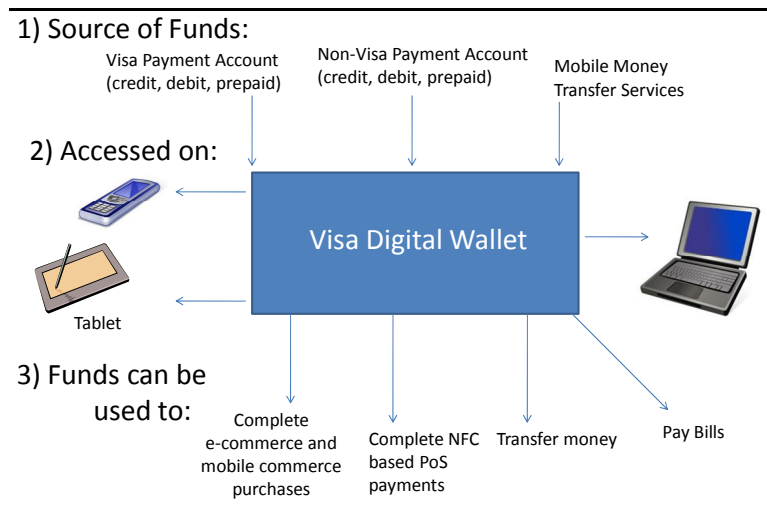 1) Source of Funds:
Visa Payment Account
(credit, debit, prepaid)
Non-Visa Payment Account
(credit, debit, prepaid)
Mobile Money
Transfer Services
2) Accessed on:
Visa Digital Wallet
Tablet
3) Funds can be
used to:
Complete
e-commerce and
mobile commerce
purchases
Complete NFC
based PoS
payments
Transfer money
Pay Bills